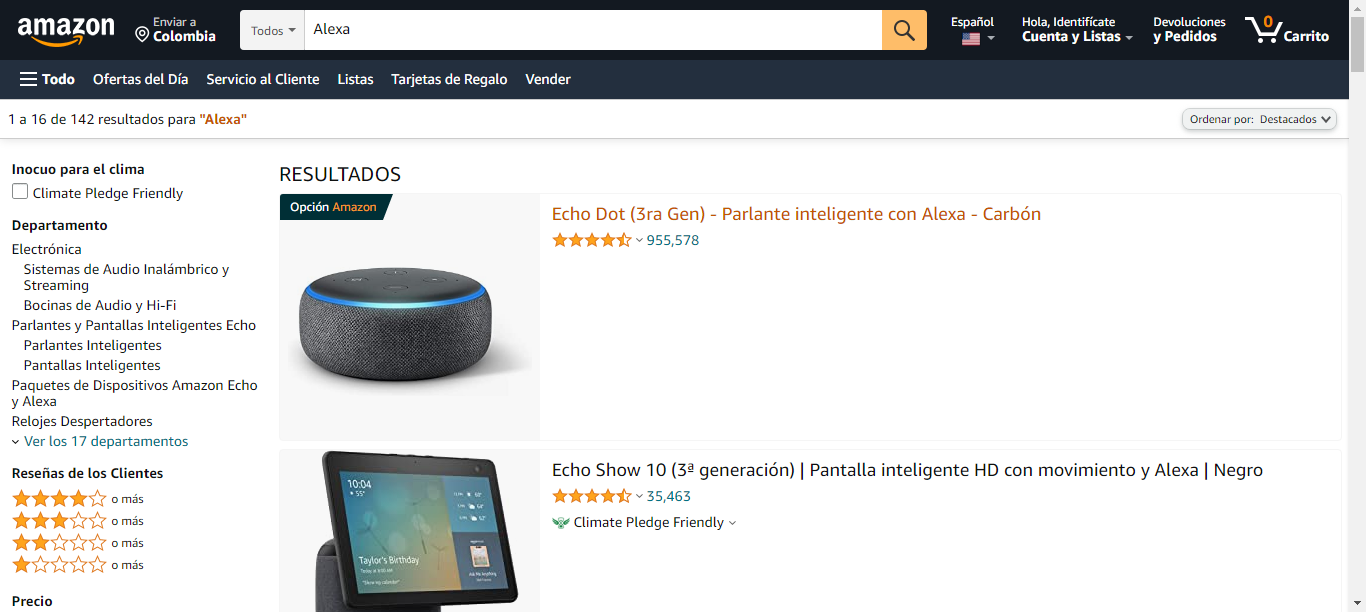 amazon
Enviar a
Colombia
Todos
Alexa
Español
Hola, Identifícate
Cuenta y Listas
Devoluciones
y Pedidos
0
Carrito
Todo
Ofertas del Día
Servicio al Cliente
Listas
Tarjetas de Regalo
Vender
1 a 16 de 142 resultados para "Alexa"
Ordenar por: Destacados
Inocuo para el clima
Climate Pledge Friendly
Departamento
Electrónica
Sistemas de Audio Inalámbrico y
Streaming
Bocinas de Audio y Hi-Fi
Parlantes y Pantallas Inteligentes Echo
Parlantes Inteligentes
Pantallas Inteligentes
Paquetes de Dispositivos Amazon Echo
y Alexa
Relojes Despertadores
Ver los 17 departamentos
Reseñas de los Clientes
o más
o más
o más
o más
Precio
RESULTADOS
Opción Amazon
Echo Dot (3ra Gen) - Parlante inteligente con Alexa - Carbón
955,578
10:04
55°
Taylor's Birthday
Echo Show 10 (3ª generación) | Pantalla inteligente HD con movimiento y Alexa | Negro
35,463
Climate Pledge Friendly